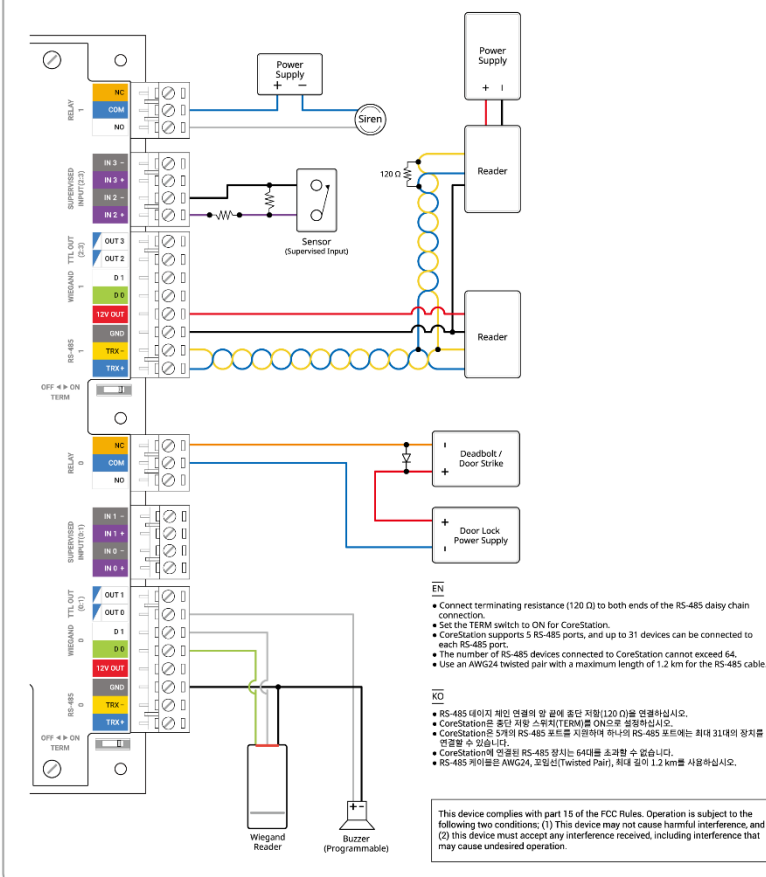 Power
Supply
+ −
Siren
Power
Supply
+ −
Reader
120 Ω
RELAY
1
NC
COM
NO
SUPERVISED
INPUT(2:3)
IN 3 −
IN 3 +
IN 2 −
IN 2 +
Sensor
(Supervised Input)
TTL OUT
(2:3)
OUT 3
OUT 2
WIEGAND
1
D 1
D 0
12V OUT
GND
RS-485
1
TRX −
TRX +
Reader
OFF ◄ ► ON
TERM
RELAY
0
NC
COM
NO
−
+
Deadbolt /
Door Strike
+
−
Door Lock
Power Supply
SUPERVISED
INPUT(0:1)
IN 1 −
IN 1 +
IN 0 −
IN 0 +
TTL OUT
(0:1)
OUT 1
OUT 0
WIEGAND
0
D 1
D 0
12V OUT
GND
RS-485
0
TRX −
TRX +
OFF ◄ ► ON
TERM
Wiegand
Reader
+ −
Buzzer
(Programmable)
EN
• Connect terminating resistance (120 Ω) to both ends of the RS-485 daisy chain
connection.
• Set the TERM switch to ON for CoreStation.
• CoreStation supports 5 RS-485 ports, and up to 31 devices can be connected to
each RS-485 port.
• The number of RS-485 devices connected to CoreStation cannot exceed 64.
• Use an AWG24 twisted pair with a maximum length of 1.2 km for the RS-485 cable.
KO
• RS-485 데이지 체인 연결의 양 끝에 종단 저항(120 Ω)을 연결하십시오.
• CoreStation은 종단 저항 스위치(TERM)를 ON으로 설정하십시오.
• CoreStation은 5개의 RS-485 포트를 지원하며 하나의 RS-485 포트에는 최대 31대의 장치를
연결할 수 있습니다.
• CoreStation에 연결된 RS-485 장치는 64대를 초과할 수 없습니다.
• RS-485 케이블은 AWG24, 꼬임선(Twisted Pair), 최대 길이 1.2 km를 사용하십시오.
This device complies with part 15 of the FCC Rules. Operation is subject to the
following two conditions; (1) This device may not cause harmful interference, and
(2) this device must accept any interference received, including interference that
may cause undesired operation.